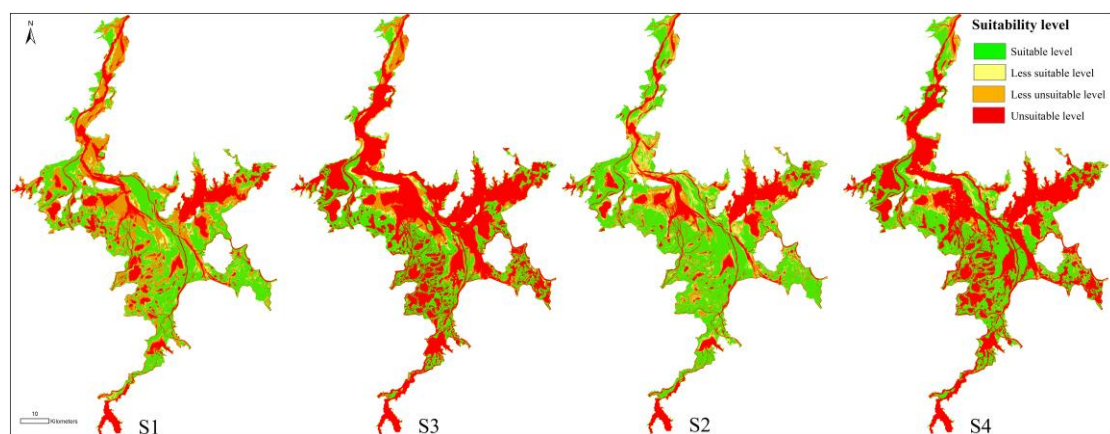 N
Suitability level
Suitable level
Less suitable level
Less unsuitable level
Unsuitable level
10
Kilometers
S1
S3
S2
S4